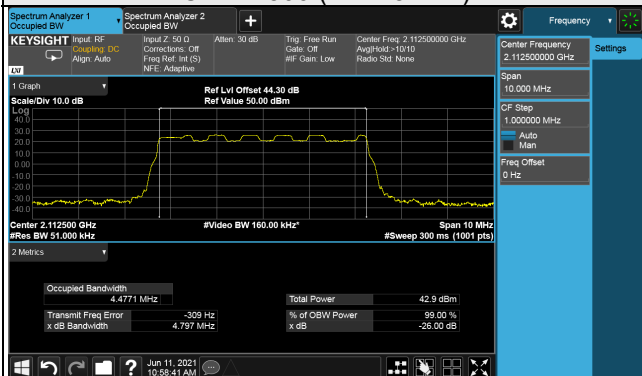 Spectrum Analyzer 1
Occupied BW
Spectrum Analyzer 2
Occupied BW
+
Frequency
KEYSIGHT
Input: RF
Coupling: DC
Align: Auto
Input Z: 50 Ω
Corrections: Off
Freq Ref: Int (S)
NFE: Adaptive
Atten: 30 dB
Trig: Free Run
Gate: Off
#IF Gain: Low
Center Freq: 2.112500000 GHz
Avg|Hold:>10/10
Radio Std: None
LXI
Center Frequency
2.112500000 GHz
Settings
Span
10.000 MHz
CF Step
1.000000 MHz
Auto
Man
Freq Offset
0 Hz
1 Graph
Scale/Div 10.0 dB
Ref Lvl Offset 44.30 dB
Ref Value 50.00 dBm
Log
40.0
30.0
20.0
10.0
0.00
-10.0
-20.0
-30.0
-40.0
Center 2.112500 GHz
#Res BW 51.000 kHz
#Video BW 160.00 kHz*
Span 10 MHz
#Sweep 300 ms (1001 pts)
2 Metrics
Occupied Bandwidth
4.4771 MHz
Total Power 42.9 dBm
Transmit Freq Error -309 Hz
% of OBW Power 99.00 %
x dB Bandwidth 4.797 MHz
x dB -26.00 dB
?
Jun 11, 2021
10:58:41 AM